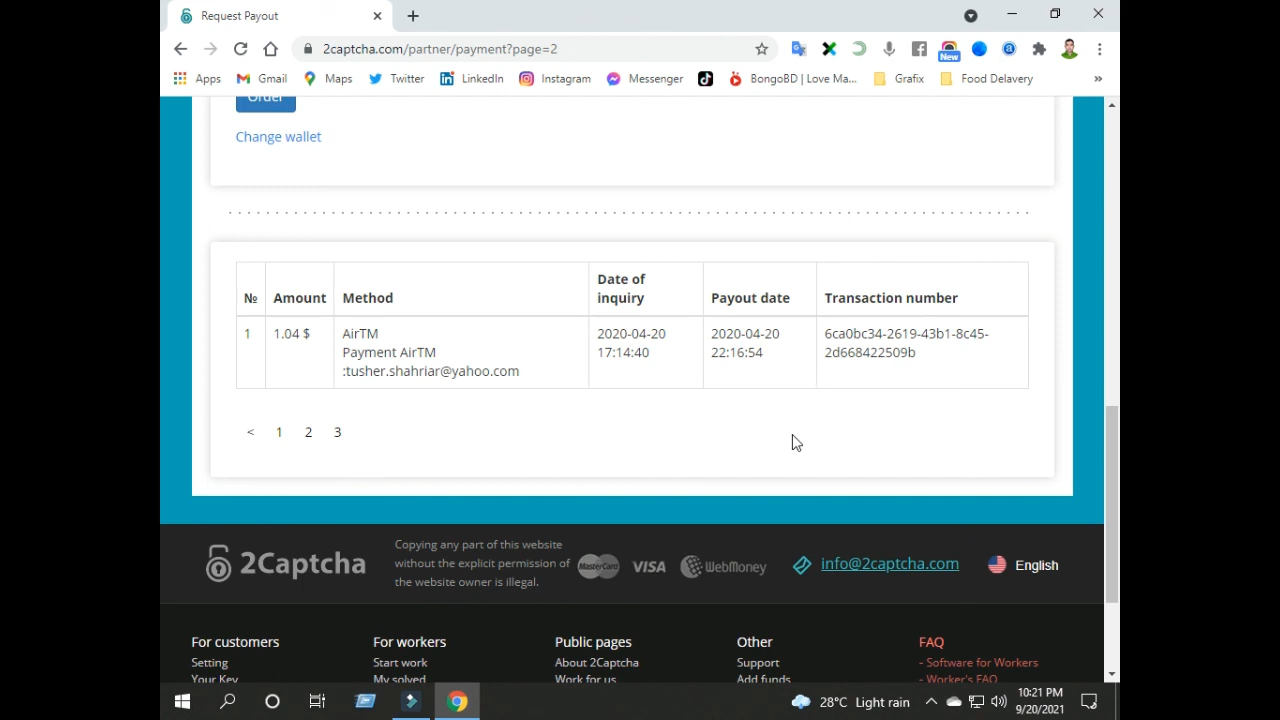 Request Payout
2captcha.com/partner/payment?page=2
New
Apps Gmail Maps Twitter LinkedIn Instagram Messenger BongoBD | Love Ma... Grafix Food Delavery »
Order
Change wallet
№ Amount Method Date of inquiry Payout date Transaction number
1 1.04 $ AirTM 2020-04-20 2020-04-20 6ca0bc34-2619-43b1-8c45-
Payment AirTM 17:14:40 22:16:54 2d668422509b
:tusher.shahriar@yahoo.com
< 1 2 3
2Captcha
Copying any part of this website
without the explicit permission of
the website owner is illegal.
MasterCard VISA WebMoney
info@2captcha.com
English
For customers For workers Public pages Other FAQ
Setting Start work About 2Captcha Support - Software for Workers
Your Key My solved Work for us Add funds - Worker's FAQ
28°C Light rain
10:21 PM
9/20/2021